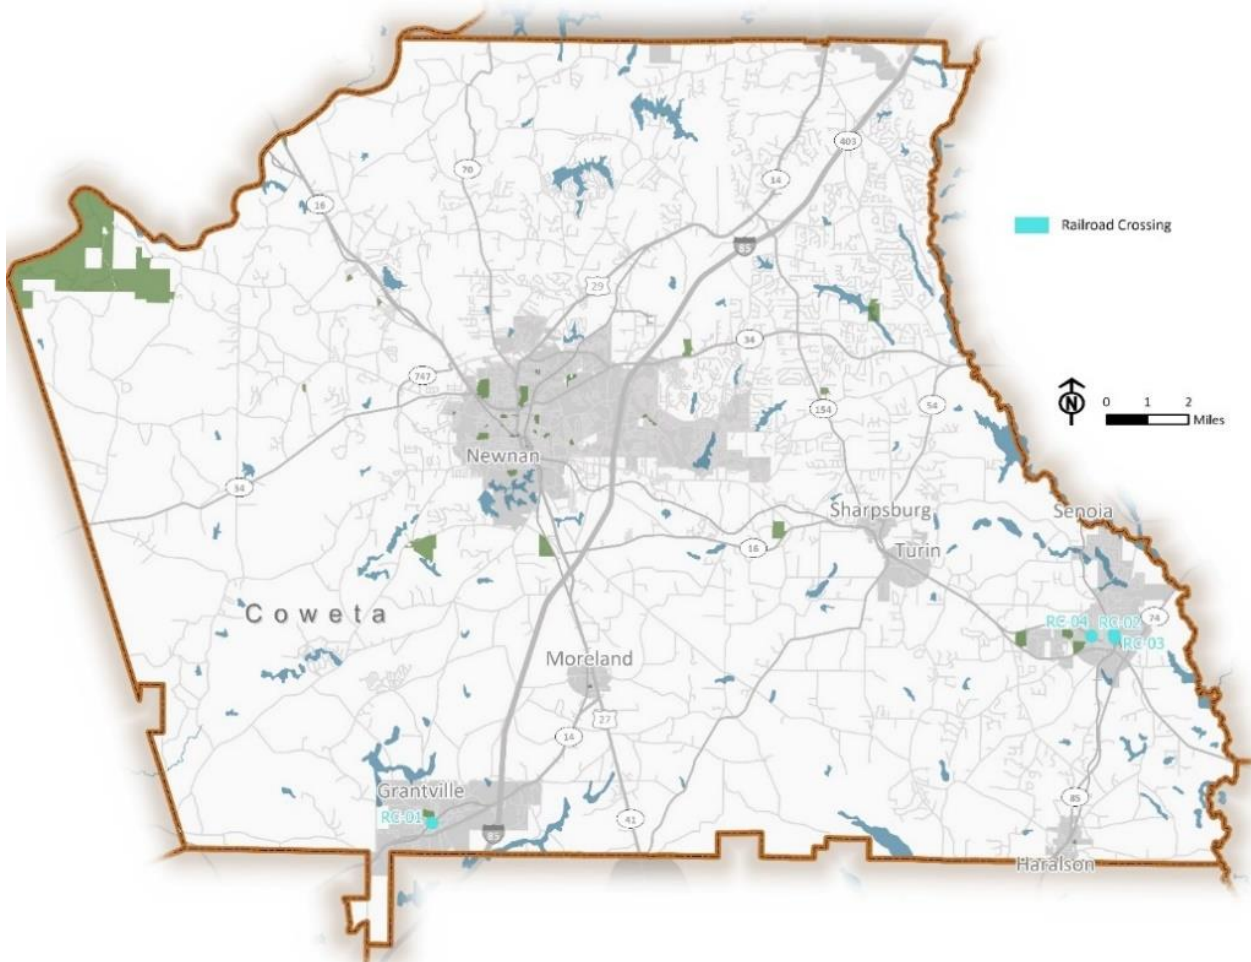 403
70
14
16
Railroad Crossing
85
29
34
N
0 1 2
Miles
747
154
54
Newnan
34
Sharpsburg
Senoia
16
Turin
Coweta
74
RC-04 RC-02
RC-03
Moreland
27
14
Grantville
85
RC-01
41
85
Haralson